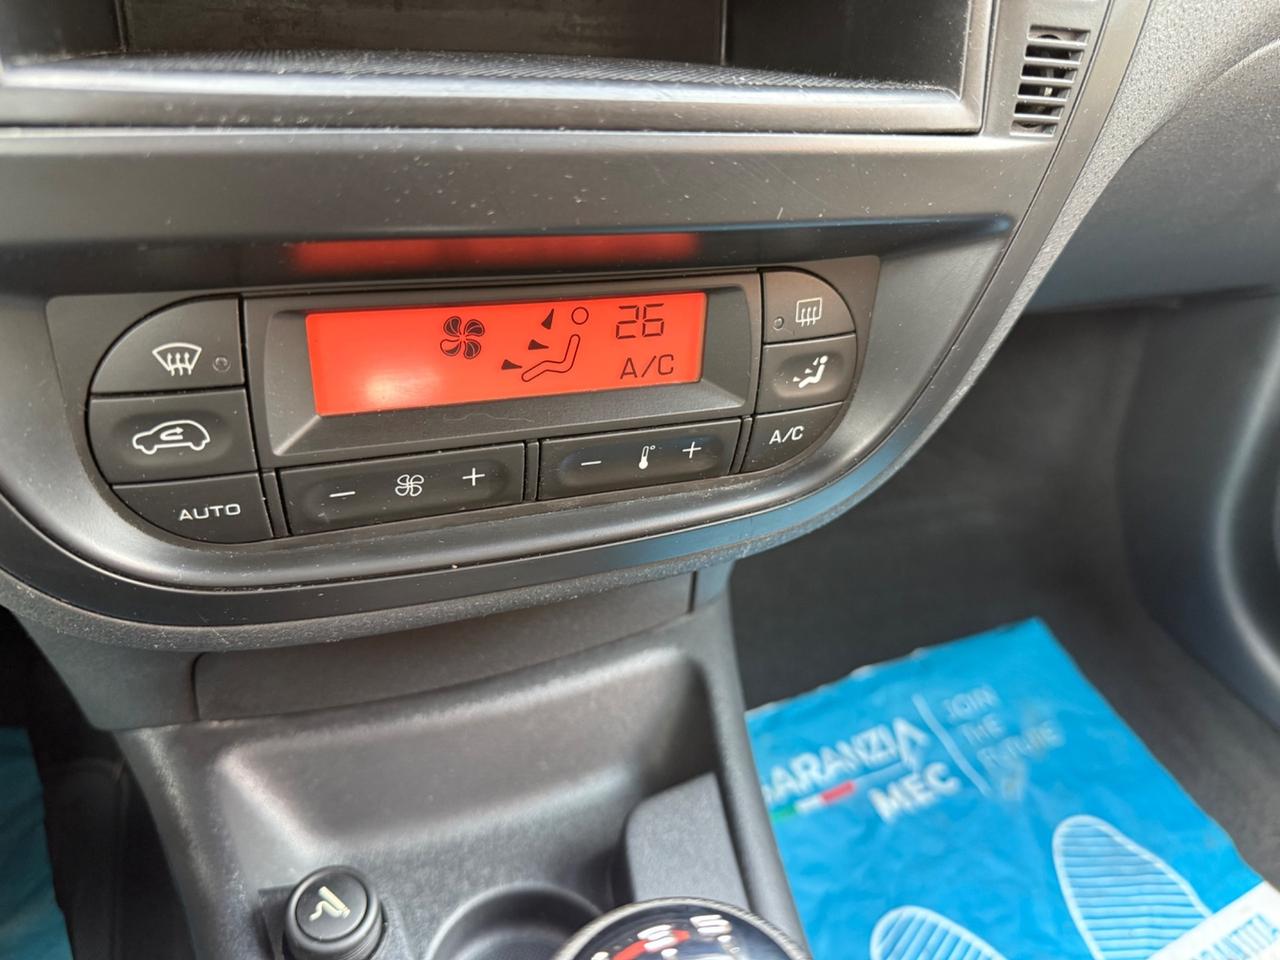 26
A/C
A/C
AUTO
GARANZIA
MEC
JOIN
THE
FUTURE